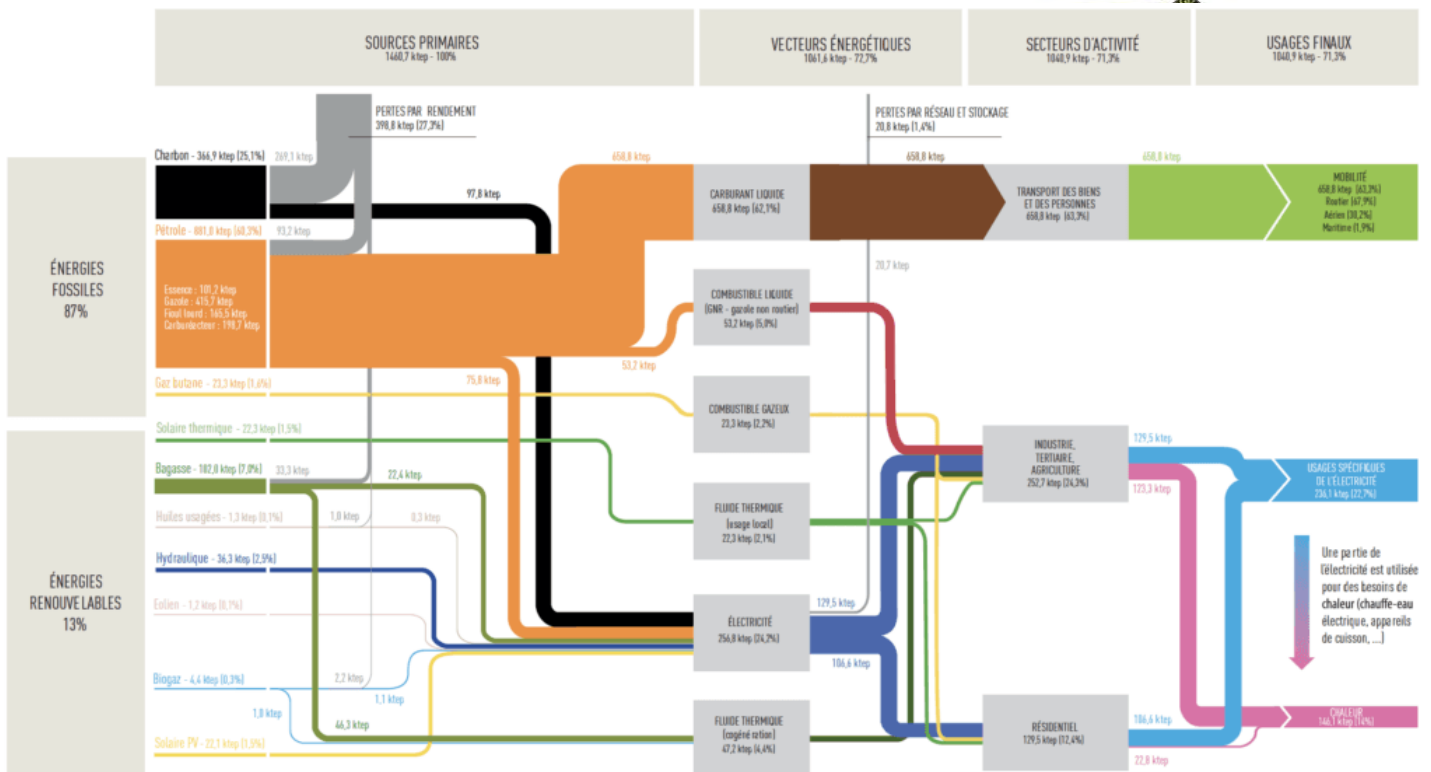 SOURCES PRIMAIRES
1460,7 ktep - 100%
VECTEURS ÉNERGÉTIQUES
1061,6 ktep - 72,7%
SECTEURS D'ACTIVITÉ
1040,9 ktep - 71,3%
USAGES FINAUX
1040,9 ktep - 71,3%
PERTES PAR RENDEMENT
398,8 ktep (27,3%)
PERTES PAR RÉSEAU ET STOCKAGE
20,8 ktep (1,4%)
ÉNERGIES
FOSSILES
87%
Charbon - 366,9 ktep (25,1%)
269,1 ktep
97,8 ktep
Pétrole - 881,0 ktep (60,3%)
93,2 ktep
Essence : 101,2 ktep
Gazole : 415,7 ktep
Fioul lourd : 165,5 ktep
Carburéacteur : 198,7 ktep
658,8 ktep
53,2 ktep
75,8 ktep
Gaz butane - 23,3 ktep (1,6%)
ÉNERGIES
RENOUVELABLES
13%
Solaire thermique - 22,3 ktep (1,5%)
Bagasse - 102,0 ktep (7,0%)
33,3 ktep
22,4 ktep
Huiles usagées - 1,3 ktep (0,1%)
1,0 ktep
0,3 ktep
Hydraulique - 36,3 ktep (2,5%)
Eolien - 1,2 ktep (0,1%)
Biogaz - 4,4 ktep (0,3%)
2,2 ktep
1,1 ktep
1,0 ktep
46,3 ktep
Solaire PV - 22,1 ktep (1,5%)
CARBURANT LIQUIDE
658,8 ktep (62,1%)
COMBUSTIBLE LIQUIDE
(GNR - gazole non routier)
53,2 ktep (5,0%)
COMBUSTIBLE GAZEUX
23,3 ktep (2,2%)
FLUIDE THERMIQUE
(usage local)
22,3 ktep (2,1%)
ÉLECTRICITÉ
256,8 ktep (24,2%)
FLUIDE THERMIQUE
(cogénération)
47,2 ktep (4,4%)
658,8 ktep
20,7 ktep
129,5 ktep
106,6 ktep
TRANSPORT DES BIENS
ET DES PERSONNES
658,8 ktep (63,3%)
INDUSTRIE,
TERTIAIRE,
AGRICULTURE
252,7 ktep (24,3%)
RÉSIDENTIEL
129,5 ktep (12,4%)
658,8 ktep
129,5 ktep
123,3 ktep
106,6 ktep
22,8 ktep
MOBILITÉ
658,8 ktep (63,3%)
Routier (67,9%)
Aérien (30,2%)
Maritime (1,9%)
USAGES SPÉCIFIQUES
DE L'ÉLECTRICITÉ
236,1 ktep (22,7%)
Une partie de
l'électricité est utilisée
pour des besoins de
chaleur (chauffe-eau
électrique, appareils
de cuisson, ...)
CHALEUR
146,1 ktep (14%)